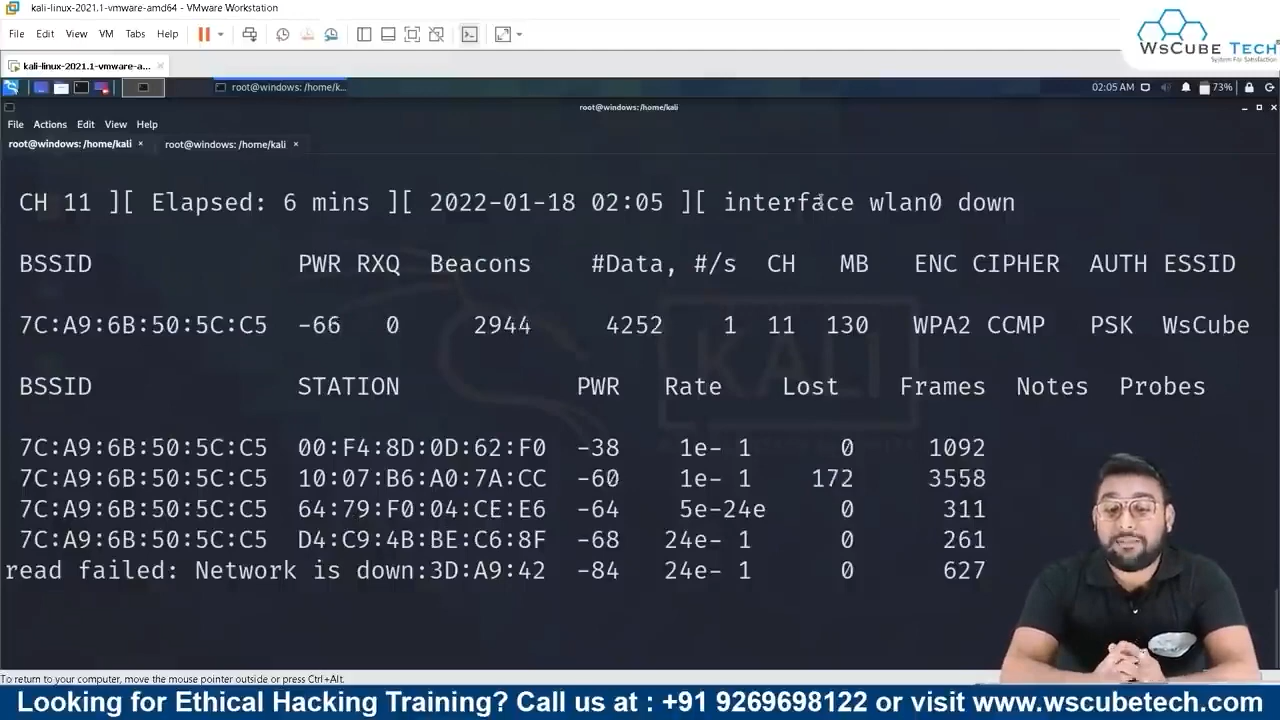 kali-linux-2021.1-vmware-amd64 - VMware Workstation
File Edit View VM Tabs Help
WsCube Tech
System For Satisfaction
kali-linux-2021.1-vmware-a...
root@windows: /home/k... 02:05 AM 73%
root@windows:/home/kali
File Actions Edit View Help
root@windows: /home/kali root@windows: /home/kali
CH 11 ][ Elapsed: 6 mins ][ 2022-01-18 02:05 ][ interface wlan0 down
BSSID PWR RXQ Beacons #Data, #/s CH MB ENC CIPHER AUTH ESSID
7C:A9:6B:50:5C:C5 -66 0 2944 4252 1 11 130 WPA2 CCMP PSK WsCube
KALI
BSSID STATION PWR Rate Lost Frames Notes Probes
7C:A9:6B:50:5C:C5 00:F4:8D:0D:62:F0 -38 1e- 1 0 1092
7C:A9:6B:50:5C:C5 10:07:B6:A0:7A:CC -60 1e- 1 172 3558
7C:A9:6B:50:5C:C5 64:79:F0:04:CE:E6 -64 5e-24e 0 311
7C:A9:6B:50:5C:C5 D4:C9:4B:BE:C6:8F -68 24e- 1 0 261
read failed: Network is down:3D:A9:42 -84 24e- 1 0 627
To return to your computer, move the mouse pointer outside or press Ctrl+Alt.
Looking for Ethical Hacking Training? Call us at : +91 9269698122 or visit www.wscubetech.com